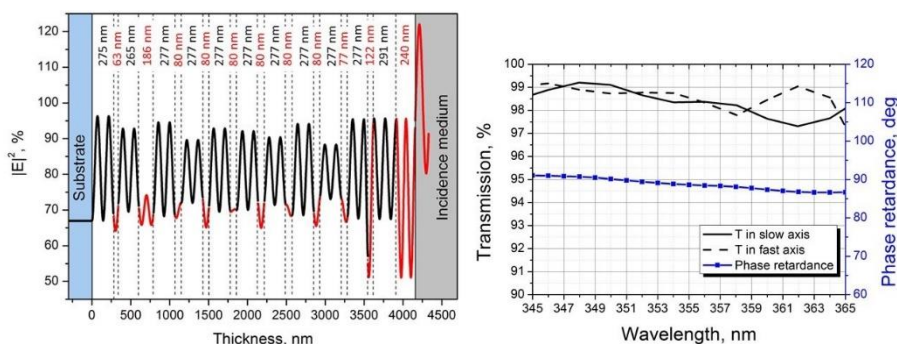 120
110
100
90
80
70
60
50
|E|², %
Substrate
275 nm
63 nm
265 nm
186 nm
277 nm
80 nm
277 nm
80 nm
277 nm
80 nm
277 nm
80 nm
277 nm
80 nm
277 nm
80 nm
277 nm
77 nm
277 nm
122 nm
291 nm
240 nm
Incidence medium
0 500 1000 1500 2000 2500 3000 3500 4000 4500
Thickness, nm
100
99
98
97
96
95
94
93
92
91
90
Transmission, %
T in slow axis
T in fast axis
Phase retardance
120
110
100
90
80
70
60
Phase retardance, deg
345 347 349 351 353 355 357 359 361 363 365
Wavelength, nm